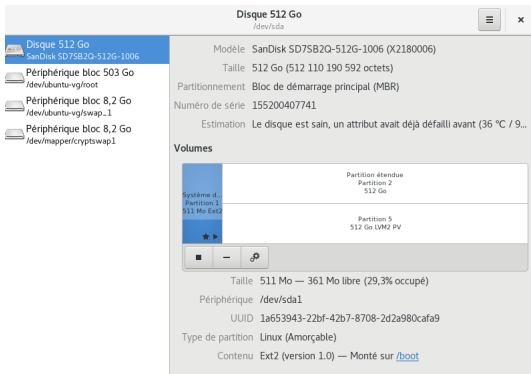 Disque 512 Go
/dev/sda
Disque 512 Go
SanDisk SD7SB2Q-512G-1006
Périphérique bloc 503 Go
/dev/ubuntu-vg/root
Périphérique bloc 8,2 Go
/dev/ubuntu-vg/swap_1
Périphérique bloc 8,2 Go
/dev/mapper/cryptswap1
Modèle SanDisk SD7SB2Q-512G-1006 (X2180006)
Taille 512 Go (512 110 190 592 octets)
Partitionnement Bloc de démarrage principal (MBR)
Numéro de série 155200407741
Estimation Le disque est sain, un attribut avait déjà défailli avant (36 °C / 9...
Volumes
Système d...
Partition 1
511 Mo Ext2
Partition étendue
Partition 2
512 Go
Partition 5
512 Go LVM2 PV
Taille 511 Mo — 361 Mo libre (29,3% occupé)
Périphérique /dev/sda1
UUID 1a653943-22bf-42b7-8708-2d2a980cafa9
Type de partition Linux (Amorçable)
Contenu Ext2 (version 1.0) — Monté sur /boot